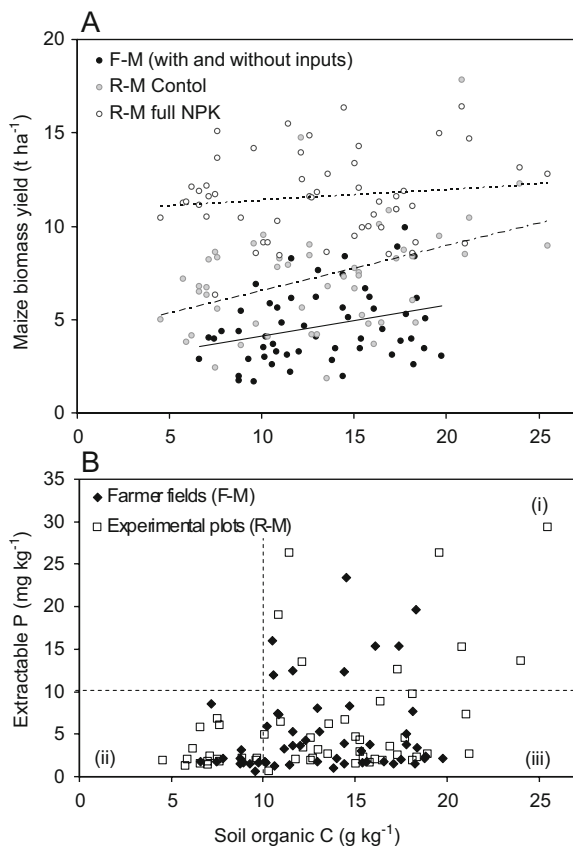 A
20
15
10
5
0
Maize biomass yield (t ha⁻¹)
F-M (with and without inputs)
R-M Contol
R-M full NPK
0 5 10 15 20 25
B
35
30
25
20
15
10
5
0
Extractable P (mg kg⁻¹)
Farmer fields (F-M)
Experimental plots (R-M)
(i)
(ii)
(iii)
0 5 10 15 20 25
Soil organic C (g kg⁻¹)